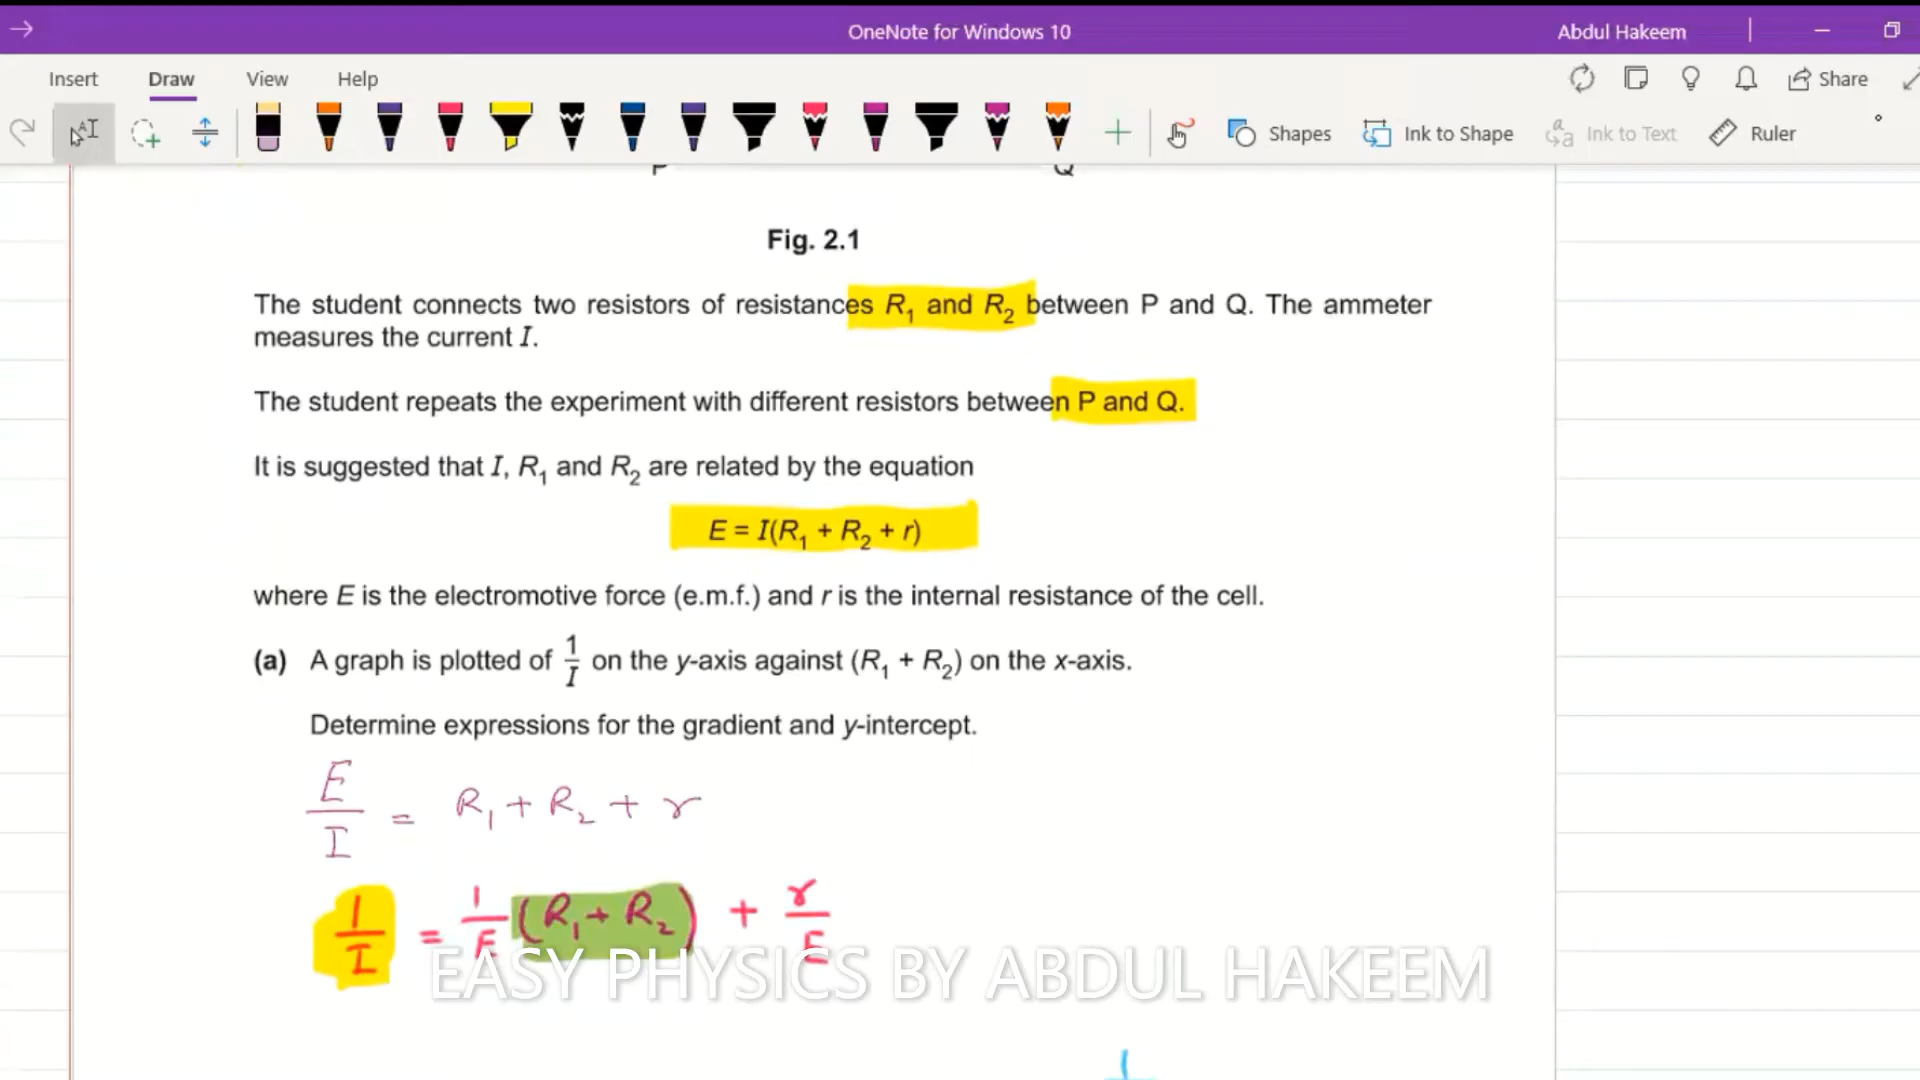 OneNote for Windows 10
Abdul Hakeem
Insert Draw View Help
Share
Shapes Ink to Shape Ink to Text Ruler
Fig. 2.1
The student connects two resistors of resistances R₁ and R₂ between P and Q. The ammeter
measures the current I.
The student repeats the experiment with different resistors between P and Q.
It is suggested that I, R₁ and R₂ are related by the equation
E = I(R₁ + R₂ + r)
where E is the electromotive force (e.m.f.) and r is the internal resistance of the cell.
(a) A graph is plotted of 1/I on the y-axis against (R₁ + R₂) on the x-axis.
Determine expressions for the gradient and y-intercept.
E/I = R₁ + R₂ + r
1/I = 1/E (R₁ + R₂) + r/E
EASY PHYSICS BY ABDUL HAKEEM